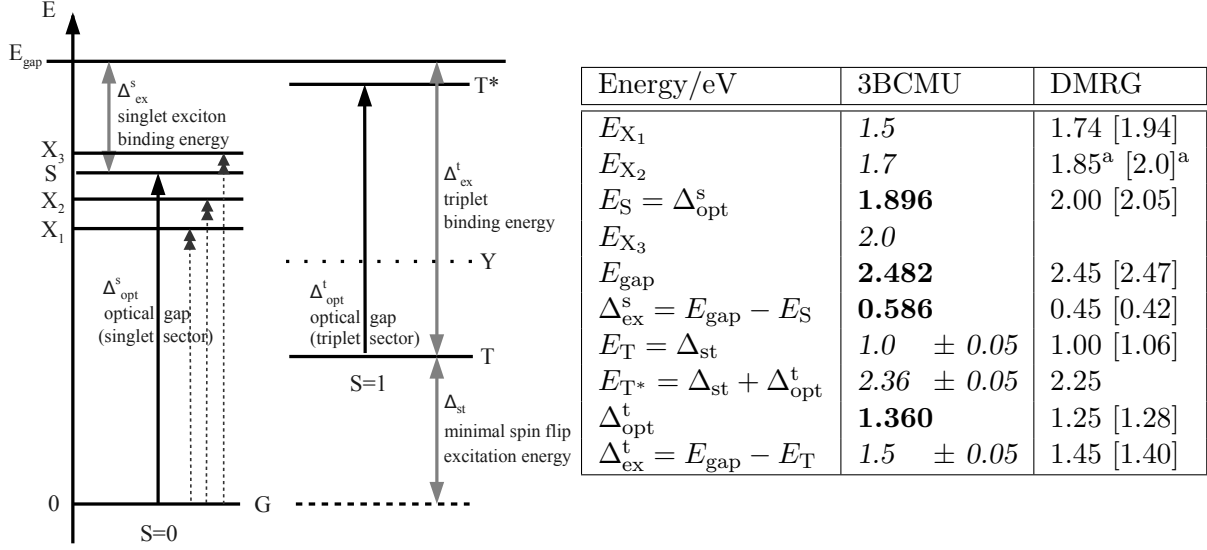 E
E_gap
Δ^s_ex
singlet exciton
binding energy
T*
X_3
S
X_2
X_1
Δ^t_ex
triplet
binding energy
Y
Δ^s_opt
optical gap
(singlet sector)
Δ^t_opt
optical gap
(triplet sector)
T
S=1
Δ_st
minimal spin flip
excitation energy
0
G
S=0
Energy/eV 3BCMU DMRG
E_X_1 1.5 1.74 [1.94]
E_X_2 1.7 1.85^a [2.0]^a
E_S = Δ^s_opt 1.896 2.00 [2.05]
E_X_3 2.0
E_gap 2.482 2.45 [2.47]
Δ^s_ex = E_gap − E_S 0.586 0.45 [0.42]
E_T = Δ_st 1.0 ± 0.05 1.00 [1.06]
E_T* = Δ_st + Δ^t_opt 2.36 ± 0.05 2.25
Δ^t_opt 1.360 1.25 [1.28]
Δ^t_ex = E_gap − E_T 1.5 ± 0.05 1.45 [1.40]